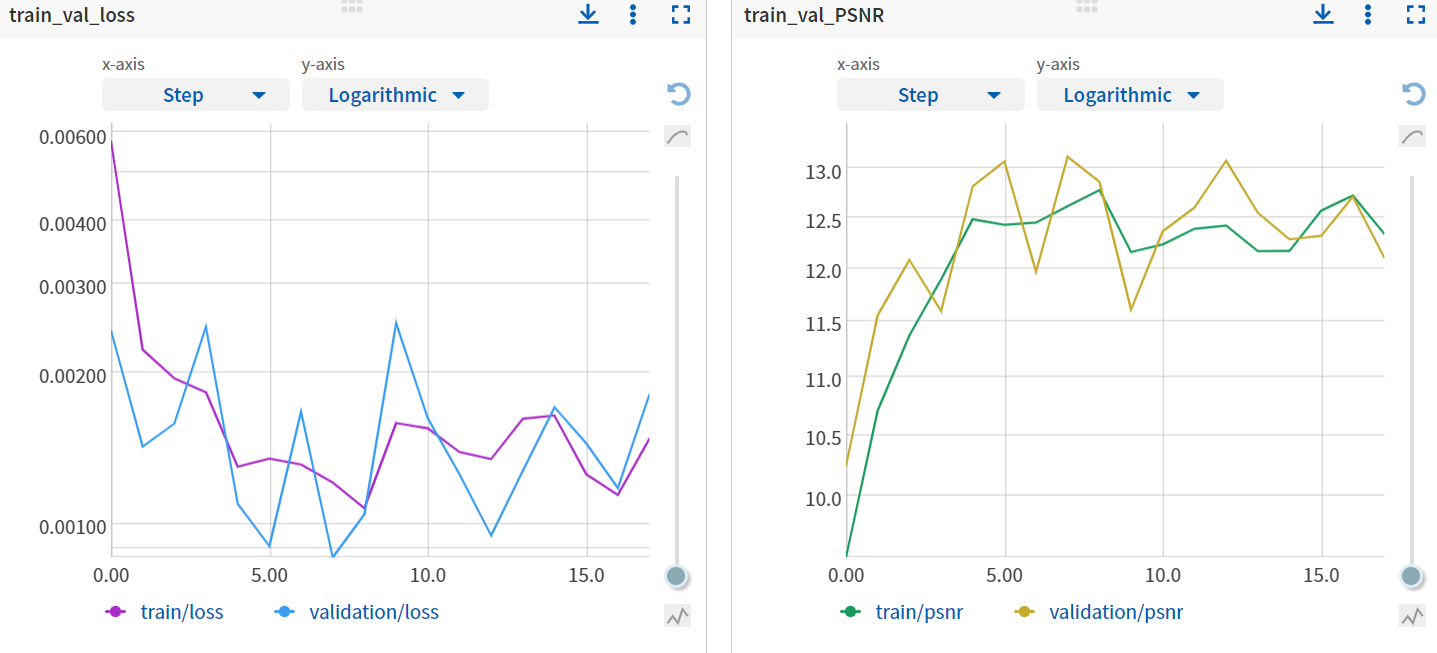 train_val_loss
x-axis
y-axis
Step
Logarithmic
0.00600
0.00400
0.00300
0.00200
0.00100
0.00
5.00
10.0
15.0
train/loss
validation/loss
train_val_PSNR
x-axis
y-axis
Step
Logarithmic
13.0
12.5
12.0
11.5
11.0
10.5
10.0
0.00
5.00
10.0
15.0
train/psnr
validation/psnr